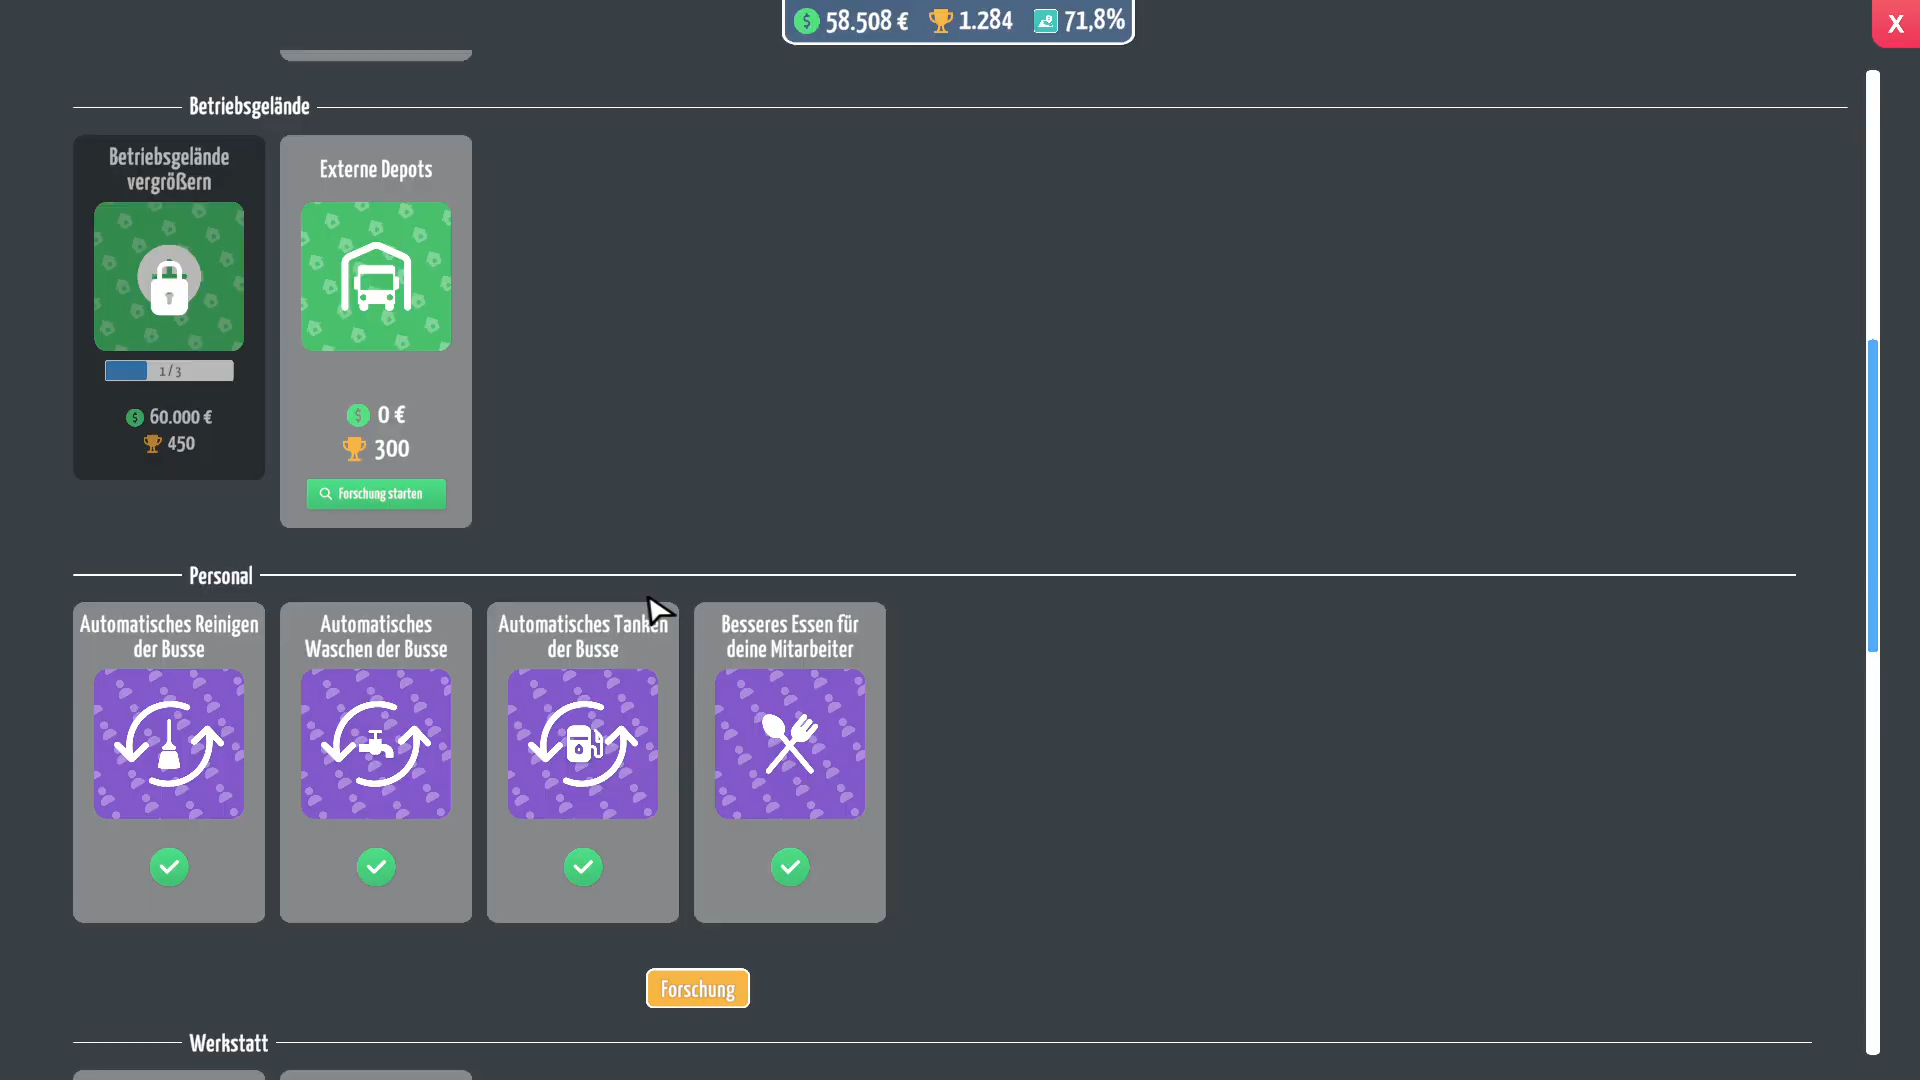 58.508 €
1.284
71,8%
X
Betriebsgelände
Betriebsgelände
vergrößern
1 / 3
60.000 €
450
Externe Depots
0 €
300
Forschung starten
Personal
Automatisches Reinigen
der Busse
Automatisches
Waschen der Busse
Automatisches Tanken
der Busse
Besseres Essen für
deine Mitarbeiter
Forschung
Werkstatt